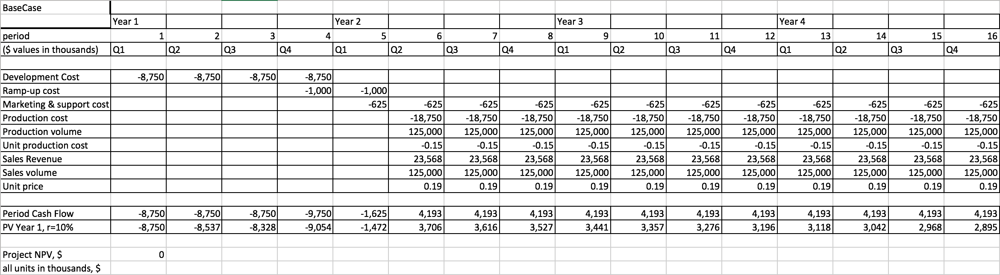 BaseCase
Year 1 Year 2 Year 3 Year 4
period 1 2 3 4 5 6 7 8 9 10 11 12 13 14 15 16
($ values in thousands) Q1 Q2 Q3 Q4 Q1 Q2 Q3 Q4 Q1 Q2 Q3 Q4 Q1 Q2 Q3 Q4
Development Cost -8,750 -8,750 -8,750 -8,750
Ramp-up cost -1,000 -1,000
Marketing & support cost -625 -625 -625 -625 -625 -625 -625 -625 -625 -625 -625 -625
Production cost -18,750 -18,750 -18,750 -18,750 -18,750 -18,750 -18,750 -18,750 -18,750 -18,750 -18,750
Production volume 125,000 125,000 125,000 125,000 125,000 125,000 125,000 125,000 125,000 125,000 125,000
Unit production cost -0.15 -0.15 -0.15 -0.15 -0.15 -0.15 -0.15 -0.15 -0.15 -0.15 -0.15
Sales Revenue 23,568 23,568 23,568 23,568 23,568 23,568 23,568 23,568 23,568 23,568 23,568
Sales volume 125,000 125,000 125,000 125,000 125,000 125,000 125,000 125,000 125,000 125,000 125,000
Unit price 0.19 0.19 0.19 0.19 0.19 0.19 0.19 0.19 0.19 0.19 0.19
Period Cash Flow -8,750 -8,750 -8,750 -9,750 -1,625 4,193 4,193 4,193 4,193 4,193 4,193 4,193 4,193 4,193 4,193 4,193
PV Year 1, r=10% -8,750 -8,537 -8,328 -9,054 -1,472 3,706 3,616 3,527 3,441 3,357 3,276 3,196 3,118 3,042 2,968 2,895
Project NPV, $ 0
all units in thousands, $